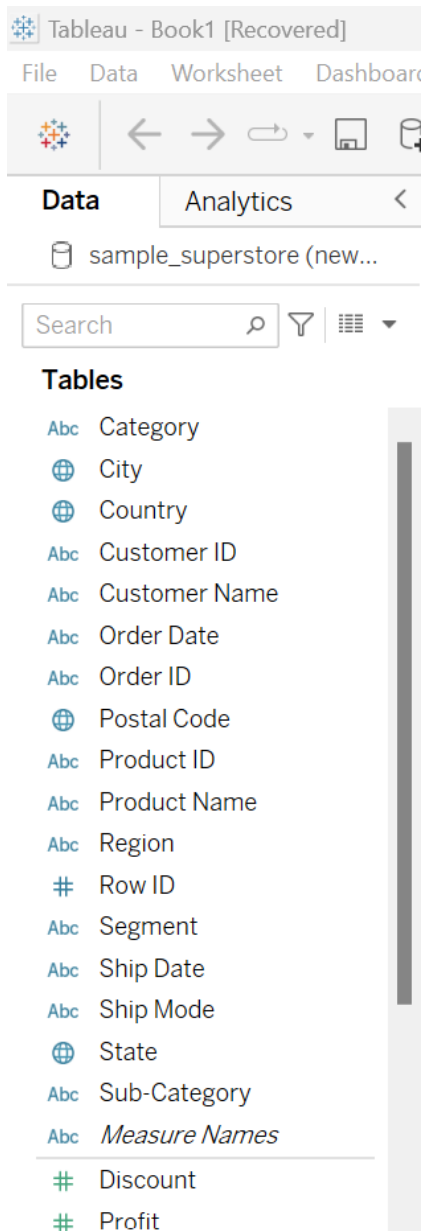 Tableau - Book1 [Recovered]
File Data Worksheet Dashboard
Data Analytics
sample_superstore (new...
Search
Tables
Abc Category
City
Country
Abc Customer ID
Abc Customer Name
Abc Order Date
Abc Order ID
Postal Code
Abc Product ID
Abc Product Name
Abc Region
# Row ID
Abc Segment
Abc Ship Date
Abc Ship Mode
State
Abc Sub-Category
Abc Measure Names
# Discount
# Profit